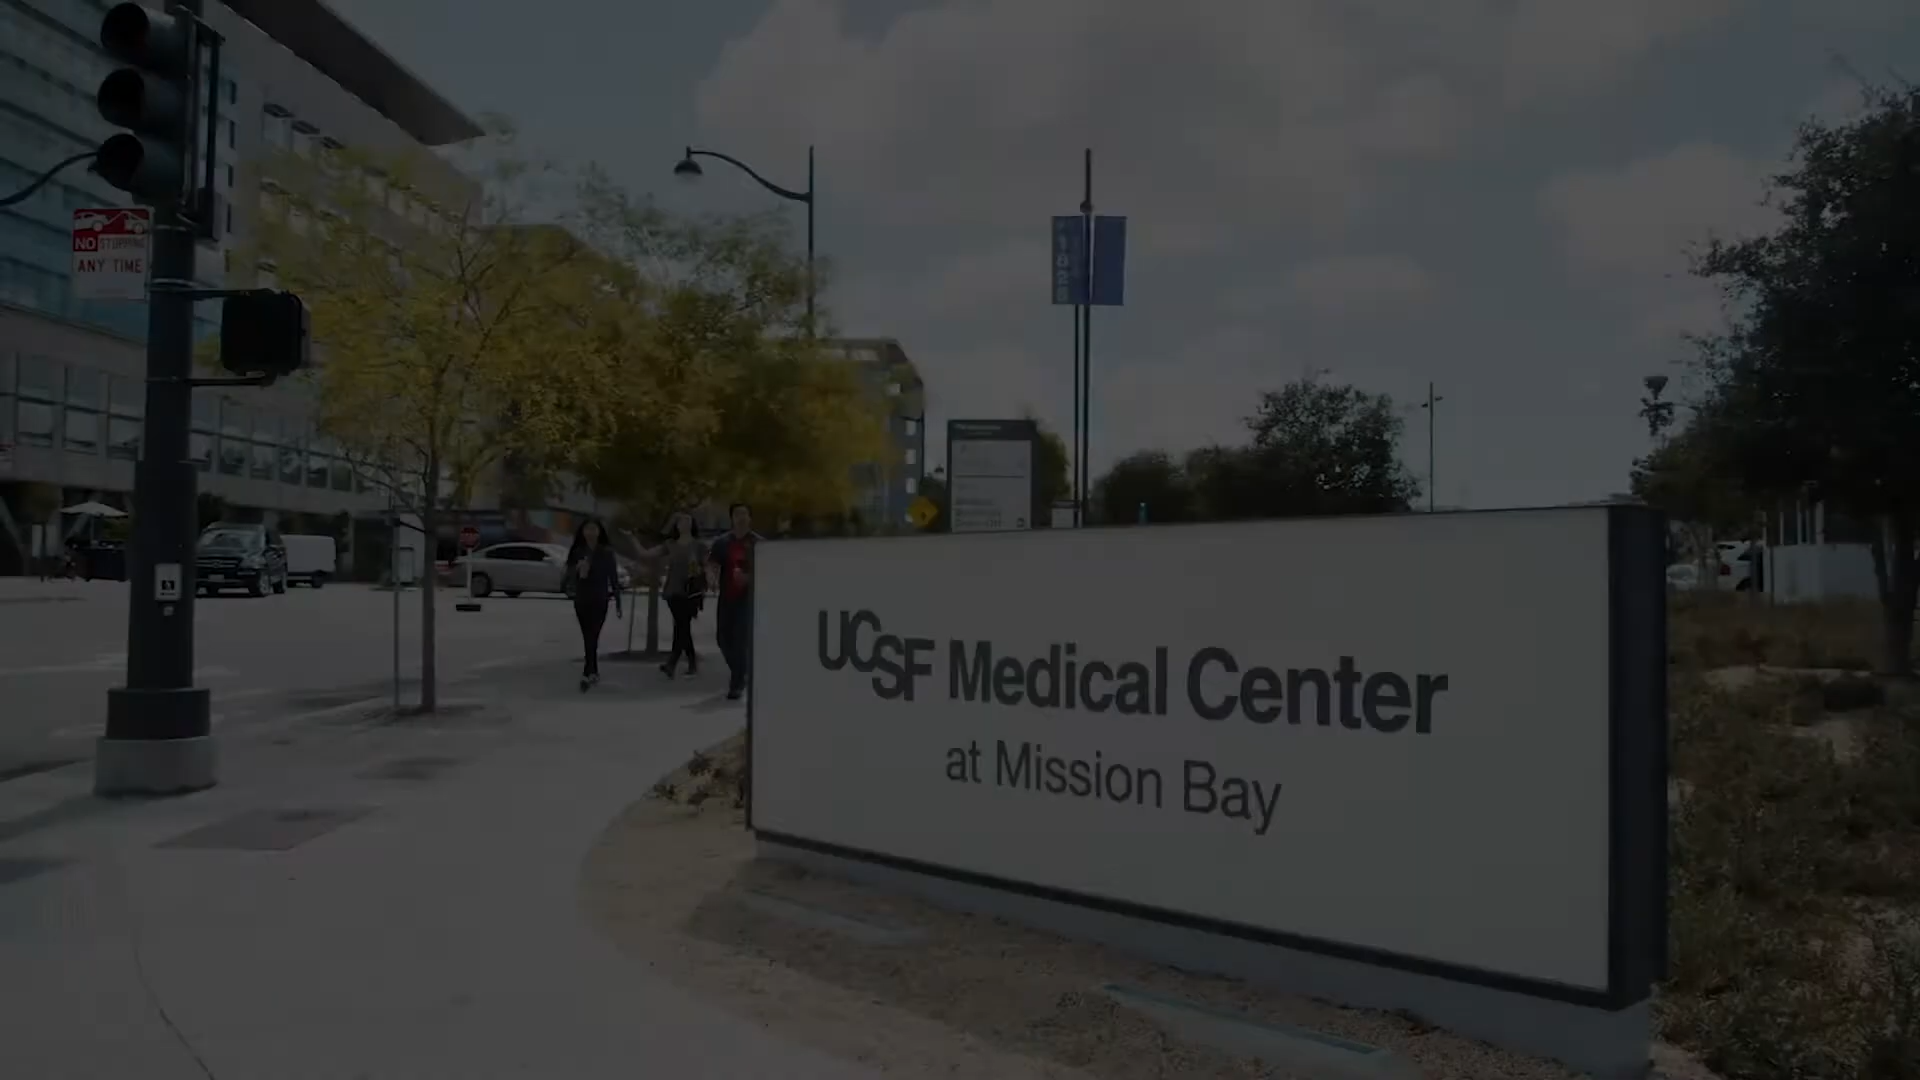 NO STOPPING
ANY TIME
UCSF Medical Center
at Mission Bay